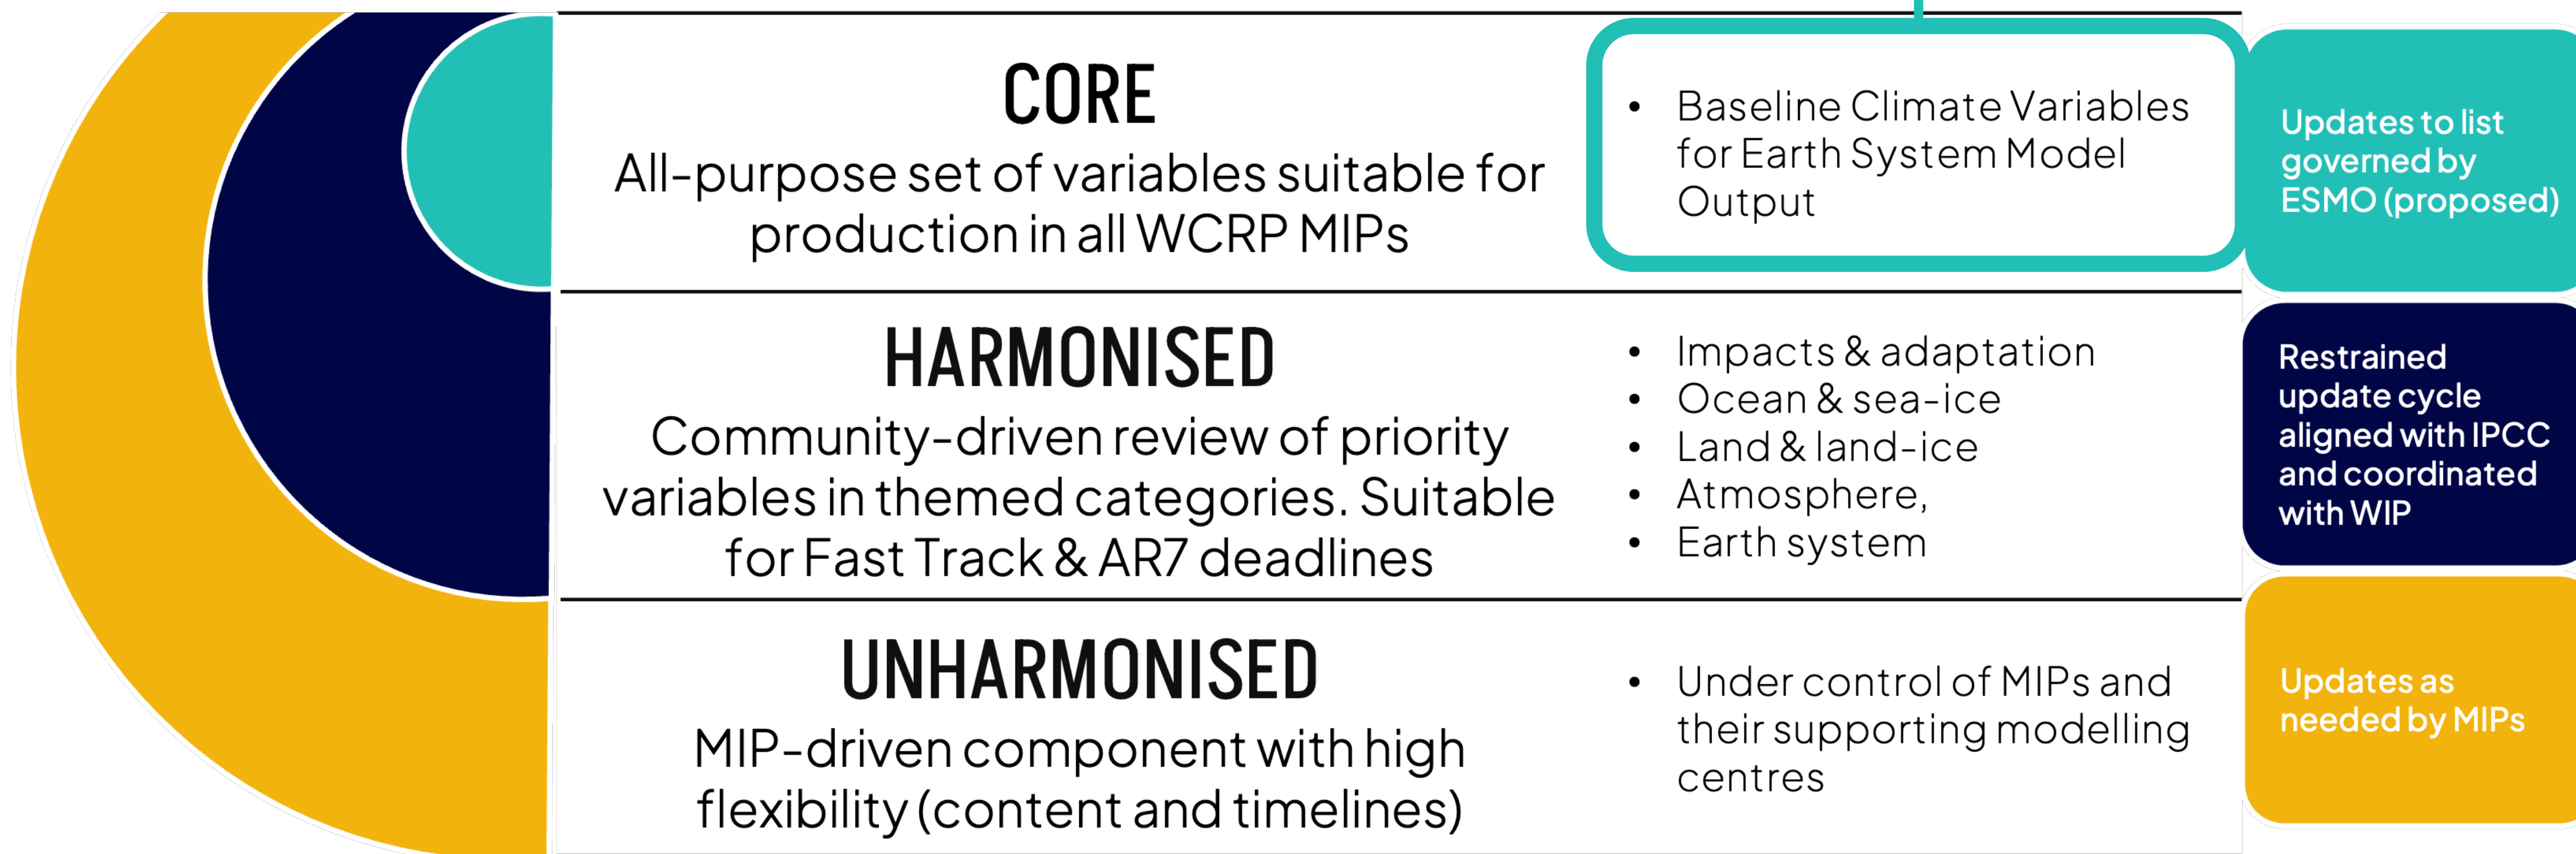 CORE
All-purpose set of variables suitable for
production in all WCRP MIPs
• Baseline Climate Variables
for Earth System Model
Output
Updates to list
governed by
ESMO (proposed)
HARMONISED
Community-driven review of priority
variables in themed categories. Suitable
for Fast Track & AR7 deadlines
• Impacts & adaptation
• Ocean & sea-ice
• Land & land-ice
• Atmosphere,
• Earth system
Restrained
update cycle
aligned with IPCC
and coordinated
with WIP
UNHARMONISED
MIP-driven component with high
flexibility (content and timelines)
• Under control of MIPs and
their supporting modelling
centres
Updates as
needed by MIPs